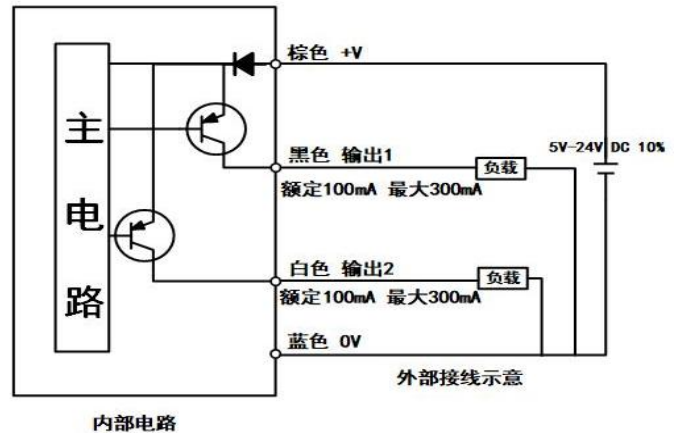 棕色 +V
主电路
黑色 输出1
负载
5V-24V DC 10%
额定100mA 最大300mA
白色 输出2
负载
额定100mA 最大300mA
蓝色 0V
外部接线示意
内部电路